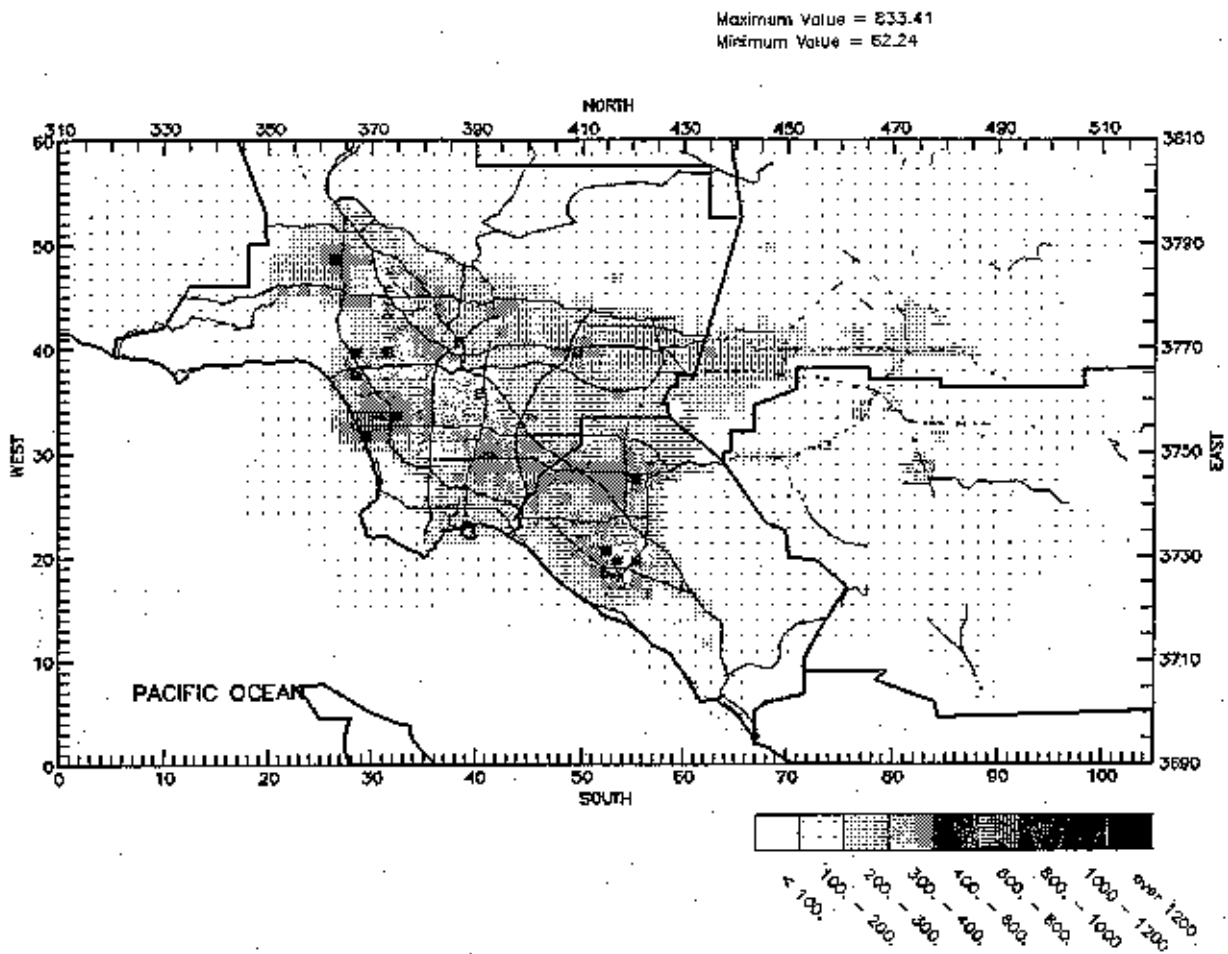 Maximum Value = 833.41
Minimum Value = 62.24
NORTH
310 330 350 370 390 410 430 450 470 490 510
60 3810
50 3790
40 3770
WEST 30 3750 EAST
20 3730
10 3710
PACIFIC OCEAN
0 3690
0 10 20 30 40 50 60 70 80 90 100
SOUTH
< 100.
100. - 200.
200. - 300.
300. - 400.
400. - 600.
600. - 800.
800. - 1000
1000 - 1200
over 1200